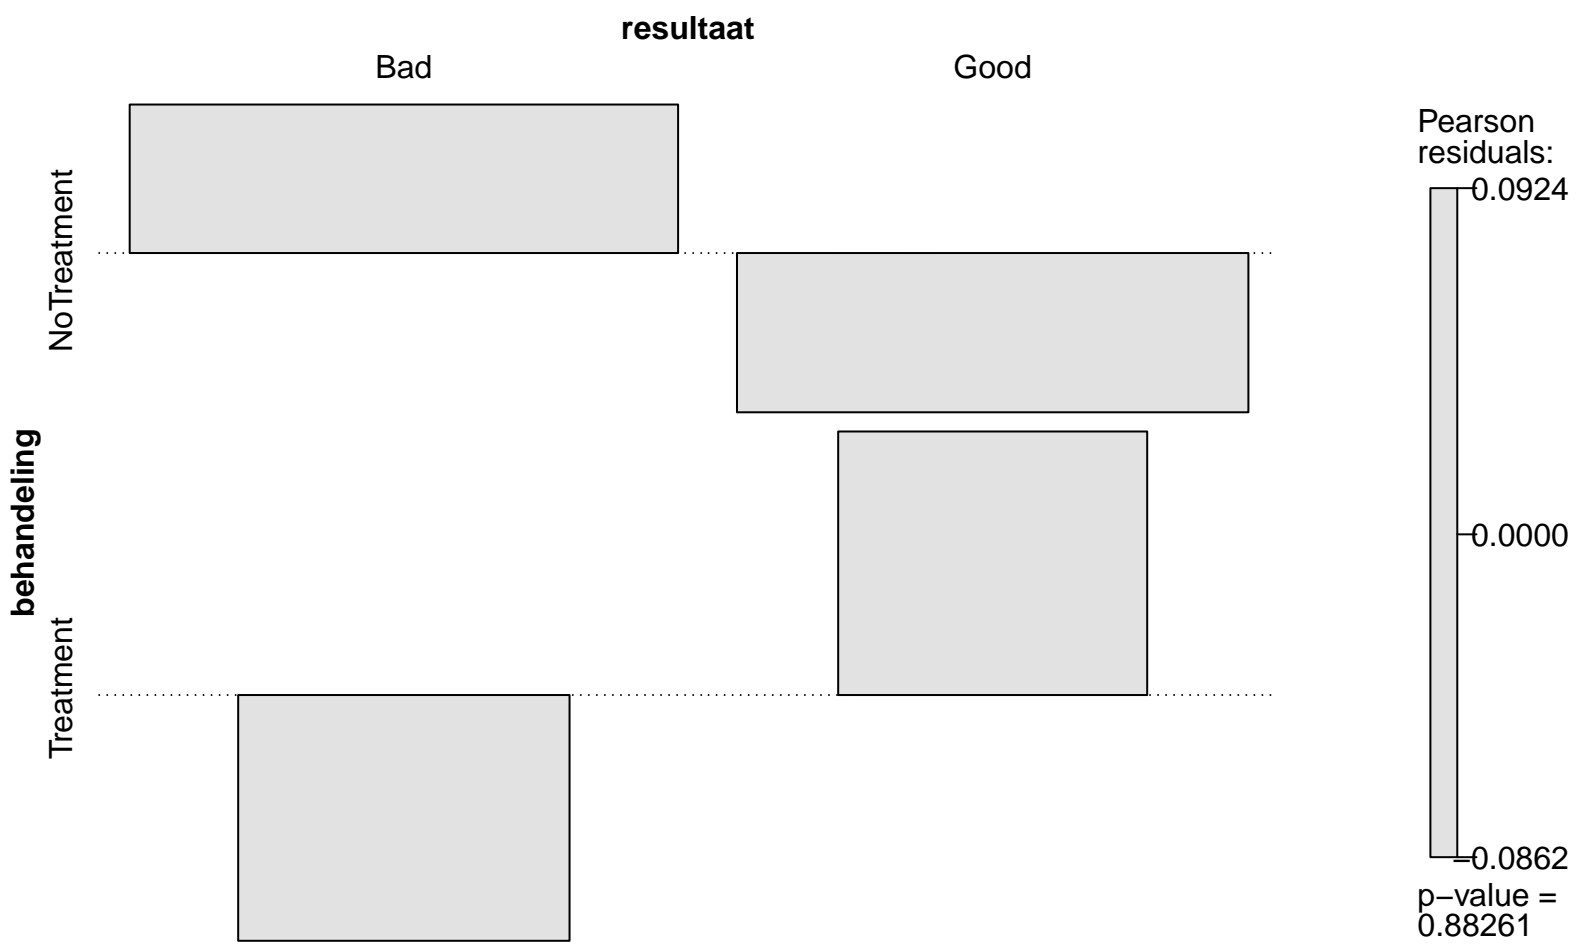 resultaat
Bad Good
behandeling
NoTreatment
Treatment
Pearson
residuals:
0.0924
0.0000
−0.0862
p−value =
0.88261